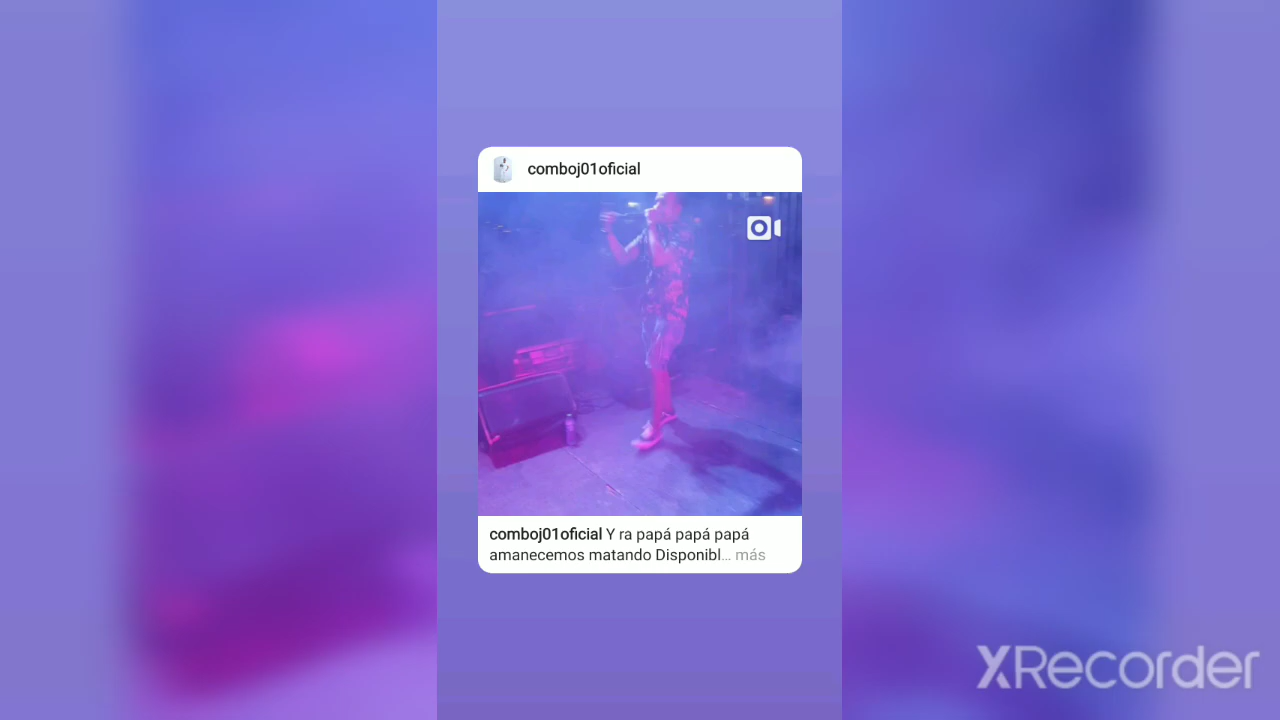 comboj01oficial
comboj01oficial Y ra papá papá papá
amanecemos matando Disponibl... más
XRecorder